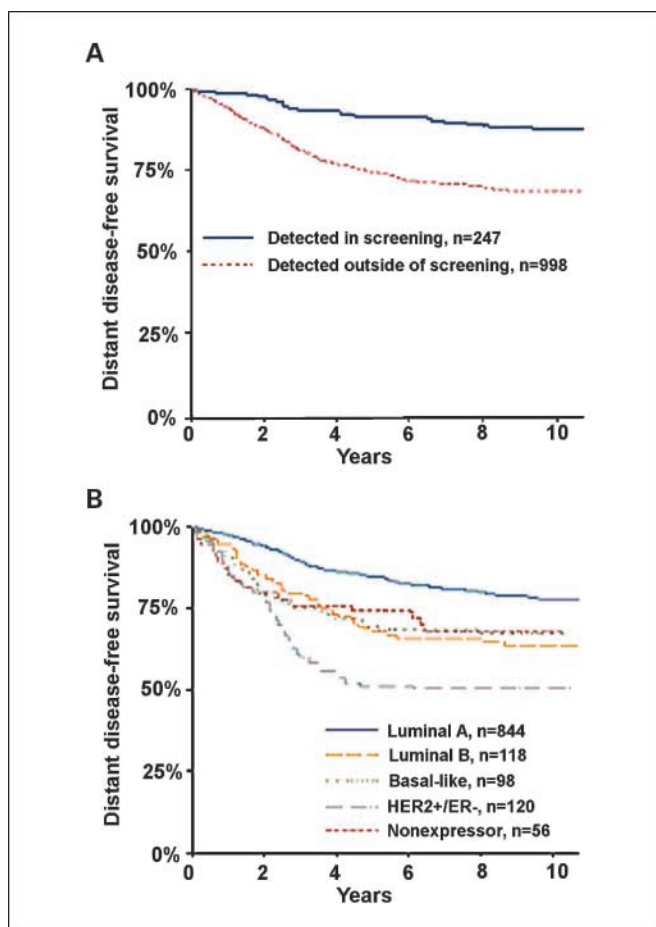 A
100%
75%
50%
25%
0%
Distant disease-free survival
Detected in screening, n=247
Detected outside of screening, n=998
0 2 4 6 8 10
Years
B
100%
75%
50%
25%
0%
Distant disease-free survival
Luminal A, n=844
Luminal B, n=118
Basal-like, n=98
HER2+/ER-, n=120
Nonexpressor, n=56
0 2 4 6 8 10
Years